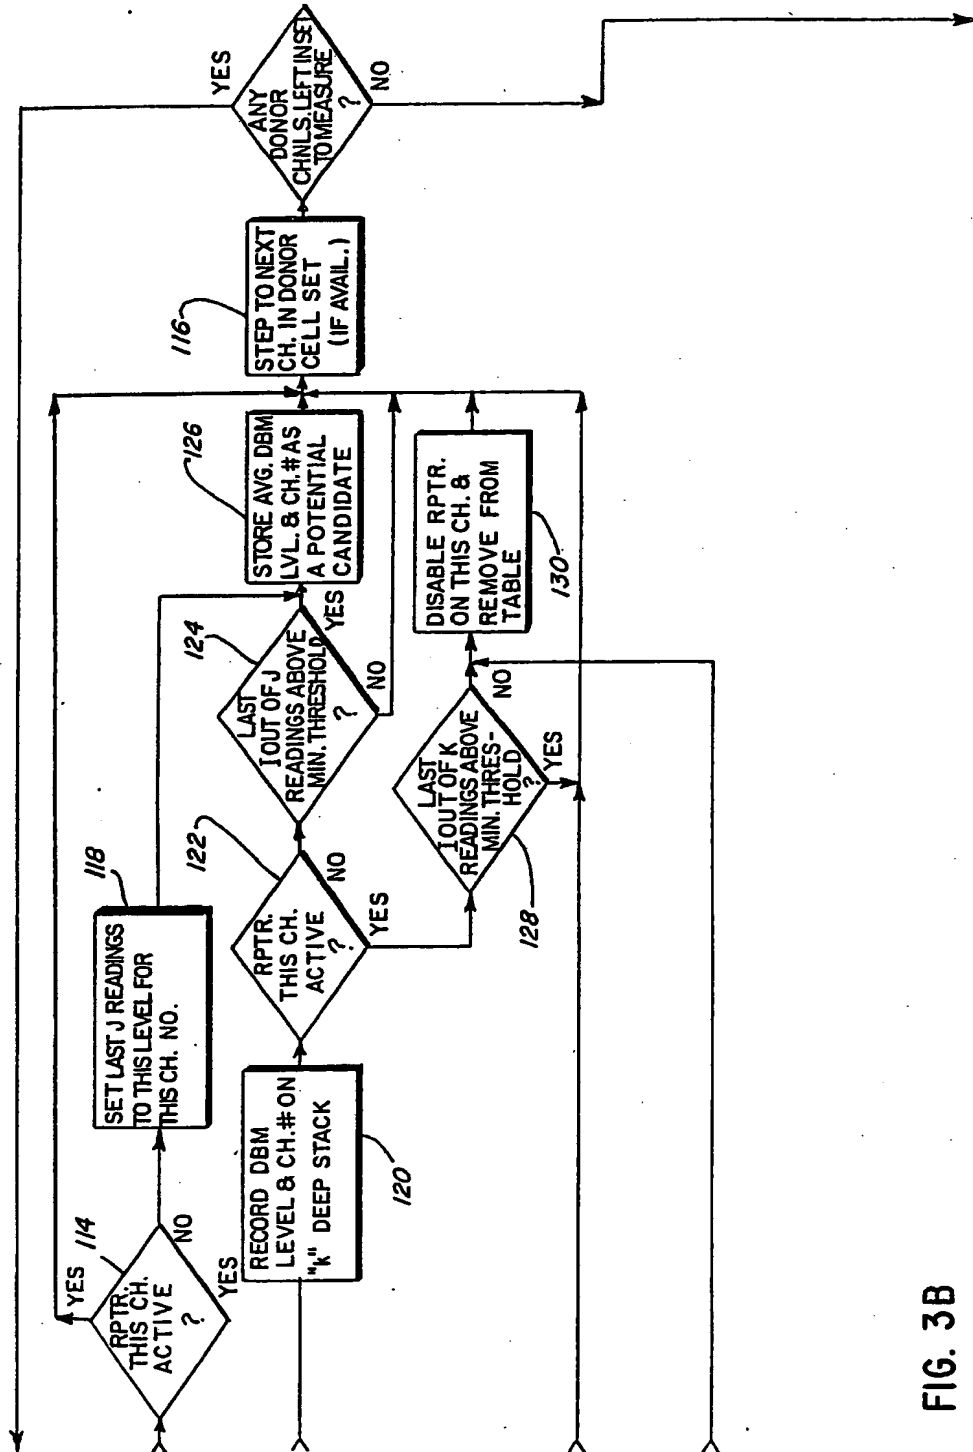 RPTR.
THIS CH.
ACTIVE
?
114
YES
NO
YES
SET LAST J READINGS
TO THIS LEVEL FOR
THIS CH. NO.
118
RECORD DBM
LEVEL & CH.# ON
"k" DEEP STACK
120
RPTR.
THIS CH.
ACTIVE
?
122
NO
YES
LAST
I OUT OF J
READINGS ABOVE
MIN. THRESHOLD
?
124
YES
NO
STORE AVG. DBM
LVL. & CH.# AS
A POTENTIAL
CANDIDATE
126
LAST
I OUT OF K
READINGS ABOVE
MIN. THRES-
HOLD
?
128
NO
YES
DISABLE RPTR.
ON THIS CH. &
REMOVE FROM
TABLE
130
STEP TO NEXT
CH. IN DONOR
CELL SET
(IF AVAIL.)
116
ANY
DONOR
CHNLS. LEFT IN SET
TO MEASURE
?
YES
NO
FIG. 3B